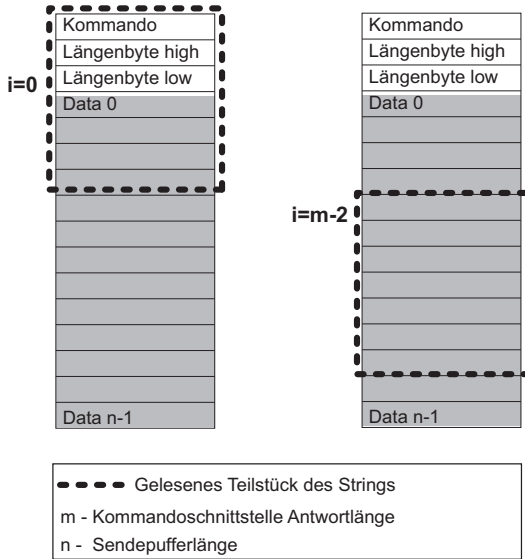 Kommando
Längenbyte high
Längenbyte low
Data 0
i=0
Data n-1
Kommando
Längenbyte high
Längenbyte low
Data 0
i=m-2
Data n-1
Gelesenes Teilstück des Strings
m - Kommandoschnittstelle Antwortlänge
n - Sendepufferlänge